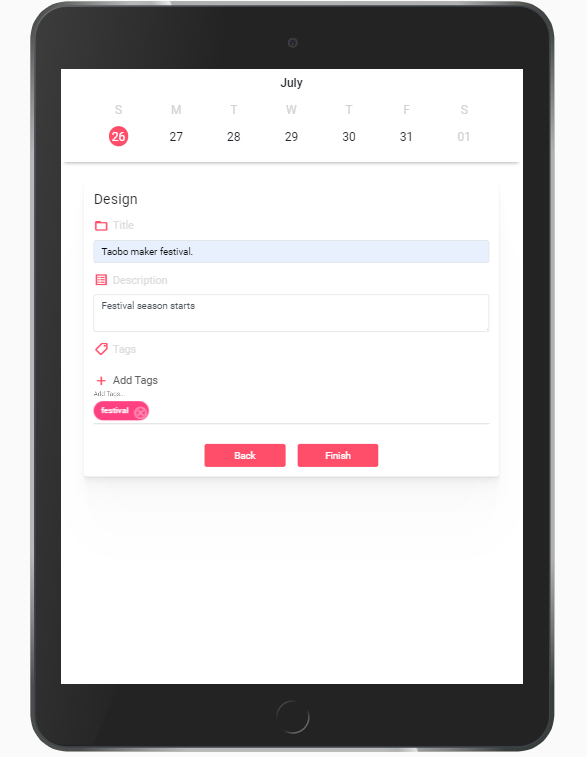 July
S M T W T F S
26 27 28 29 30 31 01
Design
Title
Taobo maker festival.
Description
Festival season starts
Tags
Add Tags
Add Tags...
festival
Back Finish